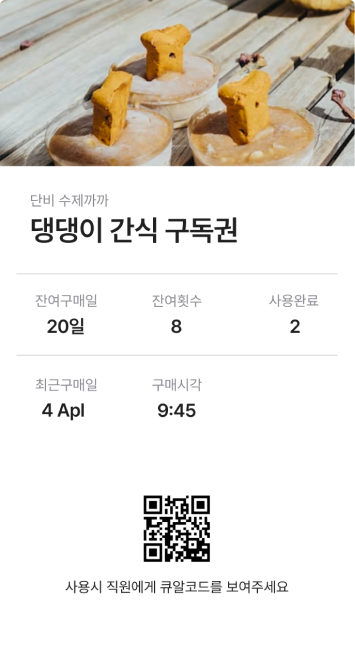 단비 수제까까
댕댕이 간식 구독권
잔여구매일 잔여횟수 사용완료
20일 8 2
최근구매일 구매시각
4 Apl 9:45
사용시 직원에게 큐알코드를 보여주세요